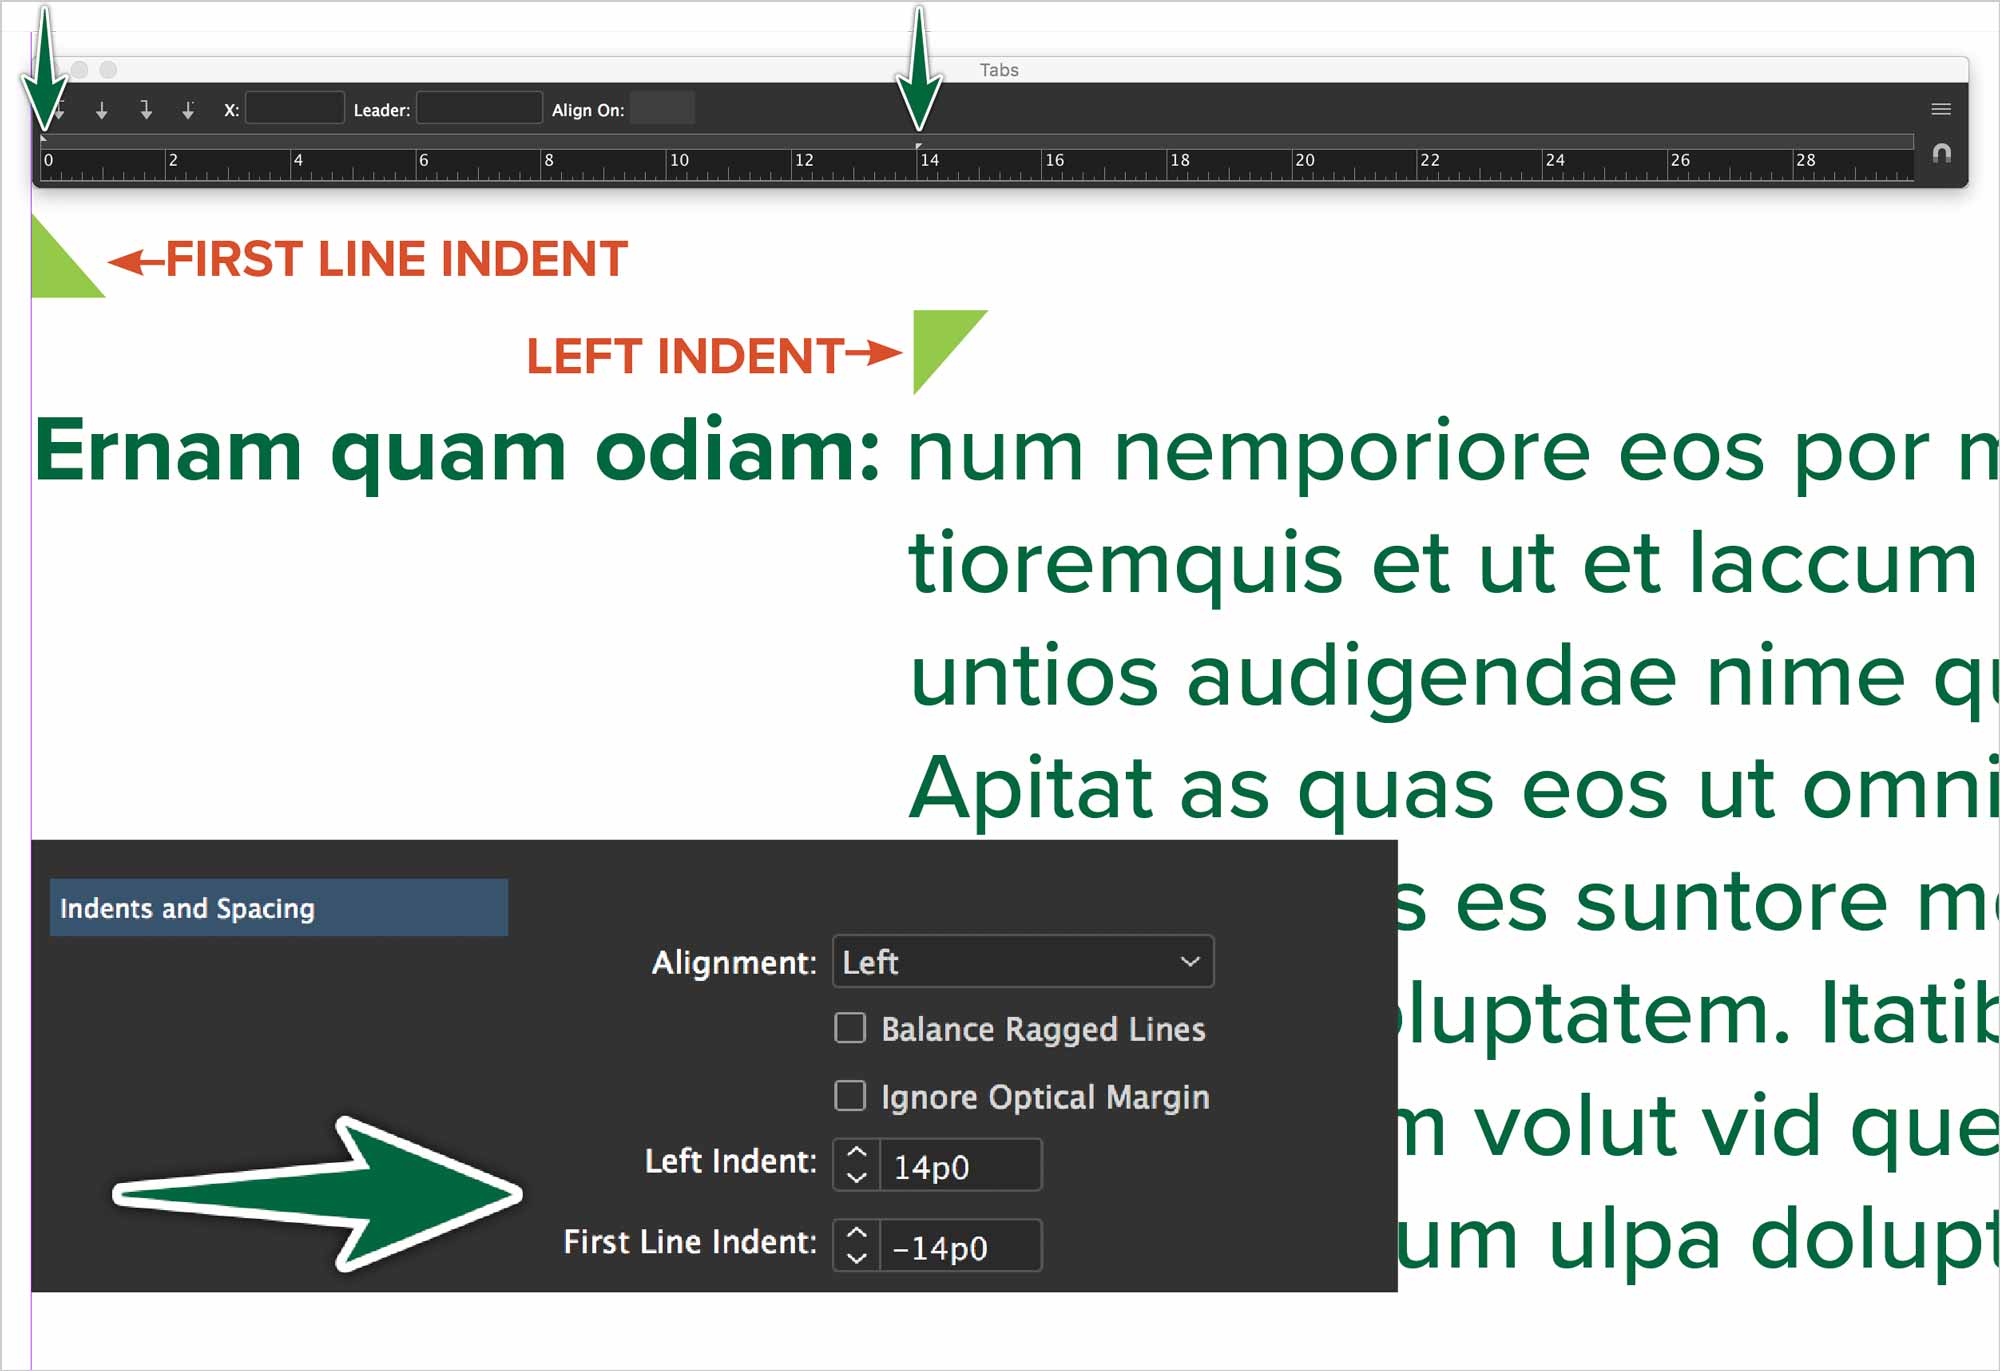 Tabs
X: Leader: Align On:
0 2 4 6 8 10 12 14 16 18 20 22 24 26 28
FIRST LINE INDENT
LEFT INDENT
Ernam quam odiam: num nemporiore eos por m
tioremquis et ut et laccum
untios audigendae nime qu
Apitat as quas eos ut omni
s es suntore mo
Indents and Spacing
Alignment: Left
oluptatem. Itatib
Balance Ragged Lines
Ignore Optical Margin
m volut vid que
Left Indent: 14p0
First Line Indent: -14p0
um ulpa dolupt